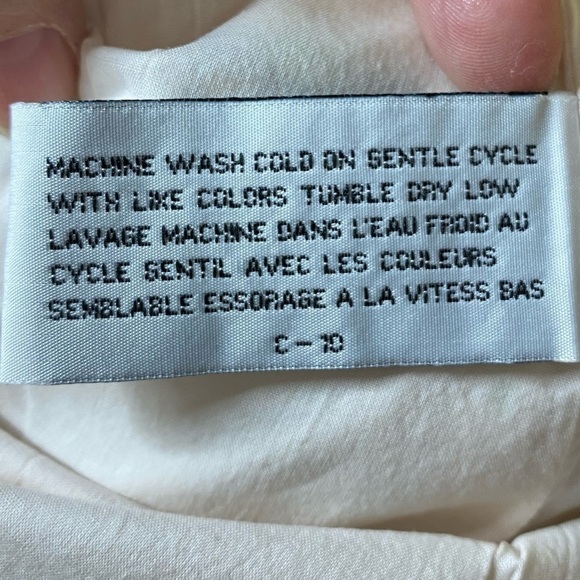 MACHINE WASH COLD ON GENTLE CYCLE
WITH LIKE COLORS TUMBLE DRY LOW
LAVAGE MACHINE DANS L'EAU FROID AU
CYCLE GENTIL AVEC LES COULEURS
SEMBLABLE ESSORAGE A LA VITESS BAS
C-10